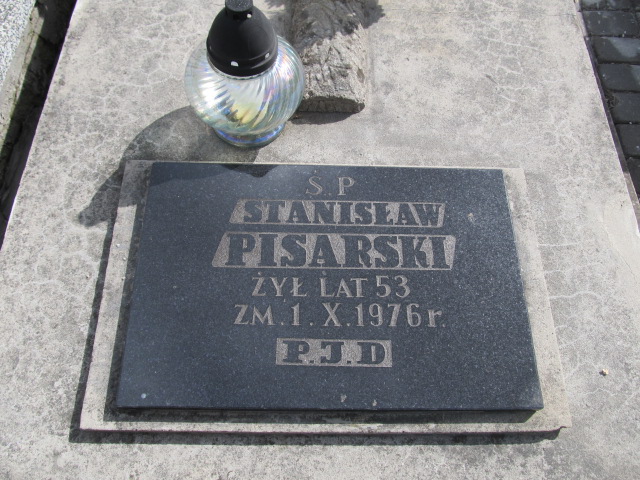 Ś.P
STANISŁAW
PISARSKI
ŻYŁ LAT 53
ZM. 1. X. 1976 r.
P.J.D